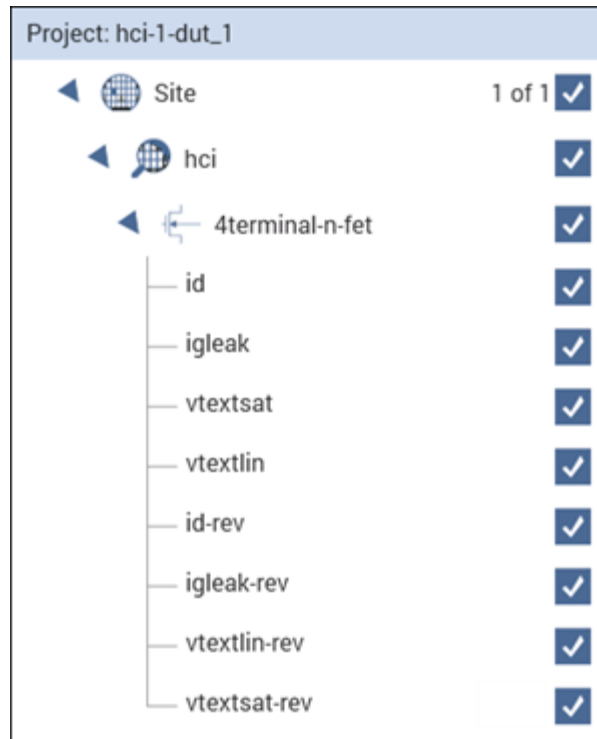 Project: hci-1-dut_1
Site 1 of 1
hci
4terminal-n-fet
id
igleak
vtextsat
vtextlin
id-rev
igleak-rev
vtextlin-rev
vtextsat-rev